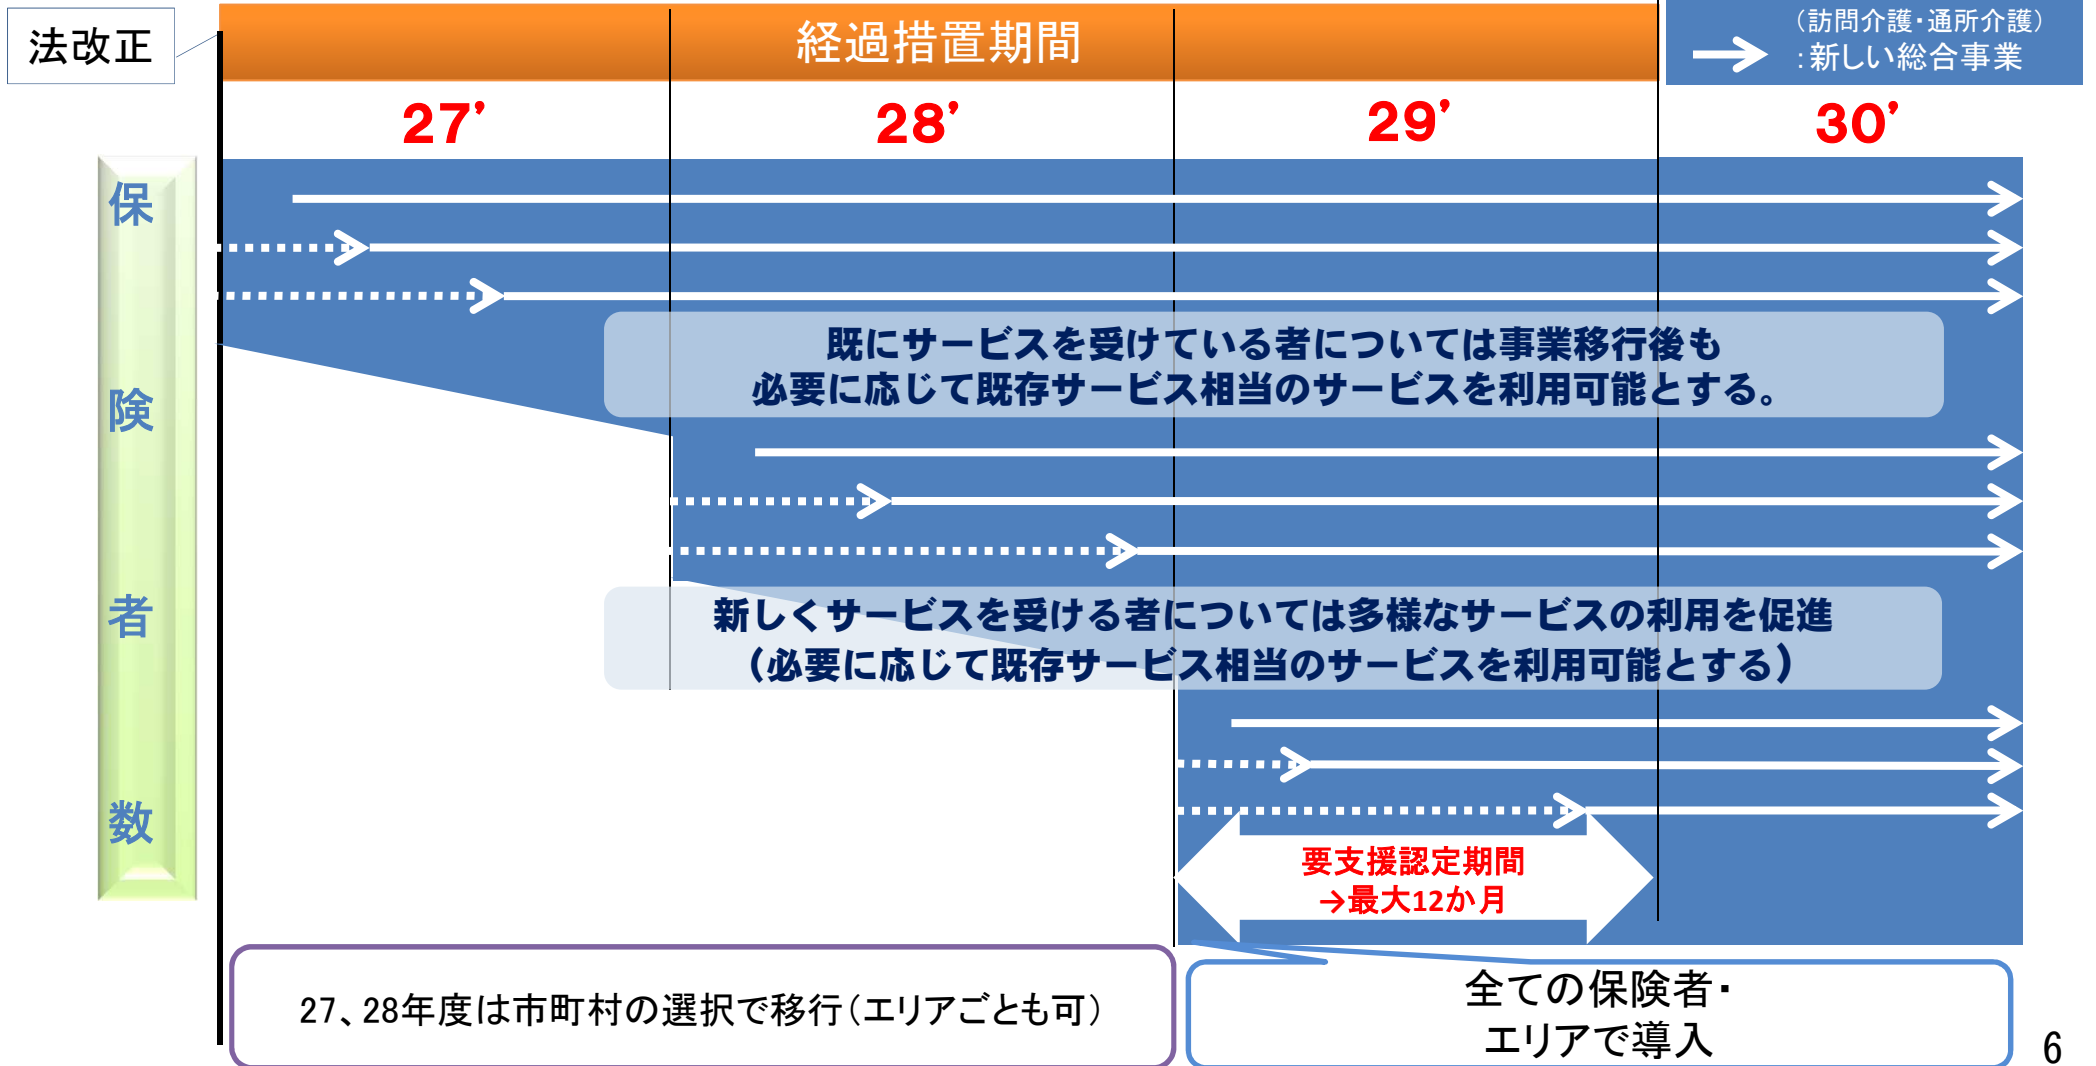 法改正
経過措置期間
（訪問介護・通所介護）
：新しい総合事業
27’
28’
29’
30’
保
険
者
数
既にサービスを受けている者については事業移行後も
必要に応じて既存サービス相当のサービスを利用可能とする。
新しくサービスを受ける者については多様なサービスの利用を促進
（必要に応じて既存サービス相当のサービスを利用可能とする）
要支援認定期間
→最大12か月
27、28年度は市町村の選択で移行（エリアごとも可）
全ての保険者・
エリアで導入
6